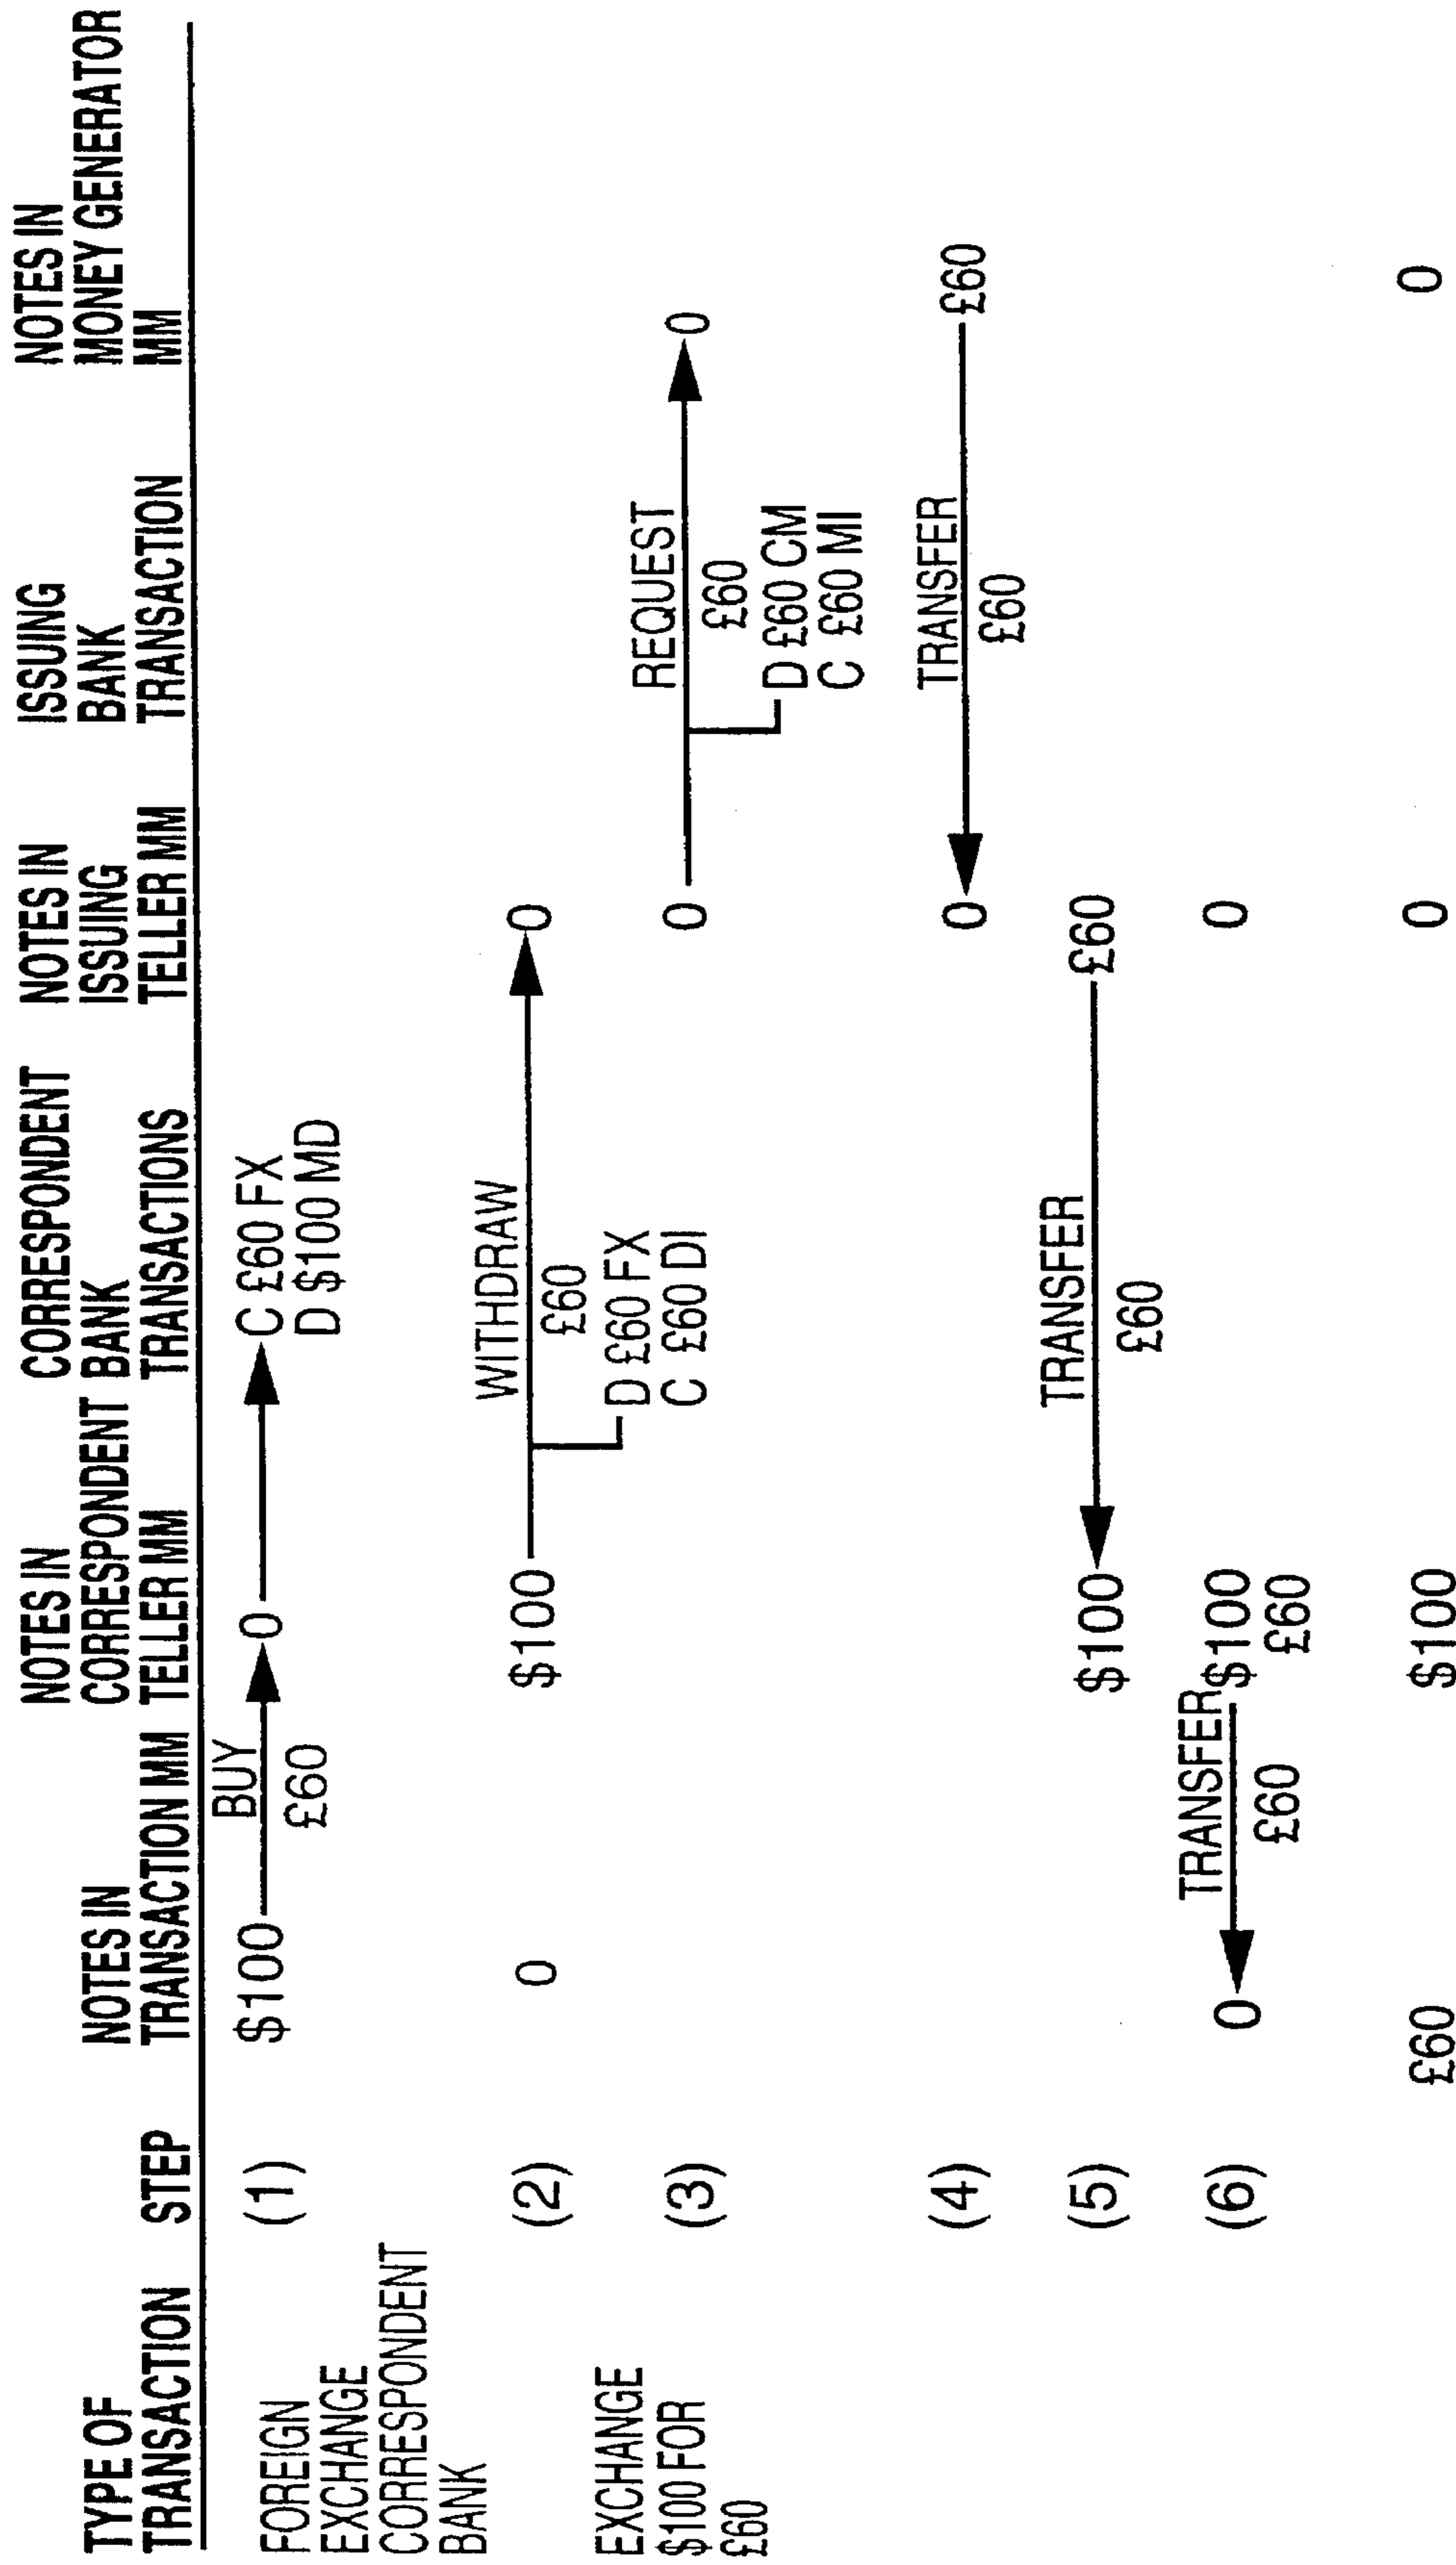 TYPE OF
TRANSACTION
STEP
NOTES IN
TRANSACTION MM
NOTES IN
CORRESPONDENT
TELLER MM
CORRESPONDENT
BANK
TRANSACTIONS
NOTES IN
ISSUING
TELLER MM
ISSUING
BANK
TRANSACTION
NOTES IN
MONEY GENERATOR
MM
FOREIGN
EXCHANGE
CORRESPONDENT
BANK
EXCHANGE
$100 FOR
£60
(1)
$100
BUY
£60
0
C £60 FX
D $100 MD
(2)
0
$100
WITHDRAW
£60
D £60 FX
C £60 DI
0
(3)
0
REQUEST
£60
D £60 CM
C £60 MI
0
(4)
0
TRANSFER
£60
£60
(5)
$100
TRANSFER
£60
£60
(6)
0
TRANSFER
£60
$100
£60
0
£60
$100
0
0